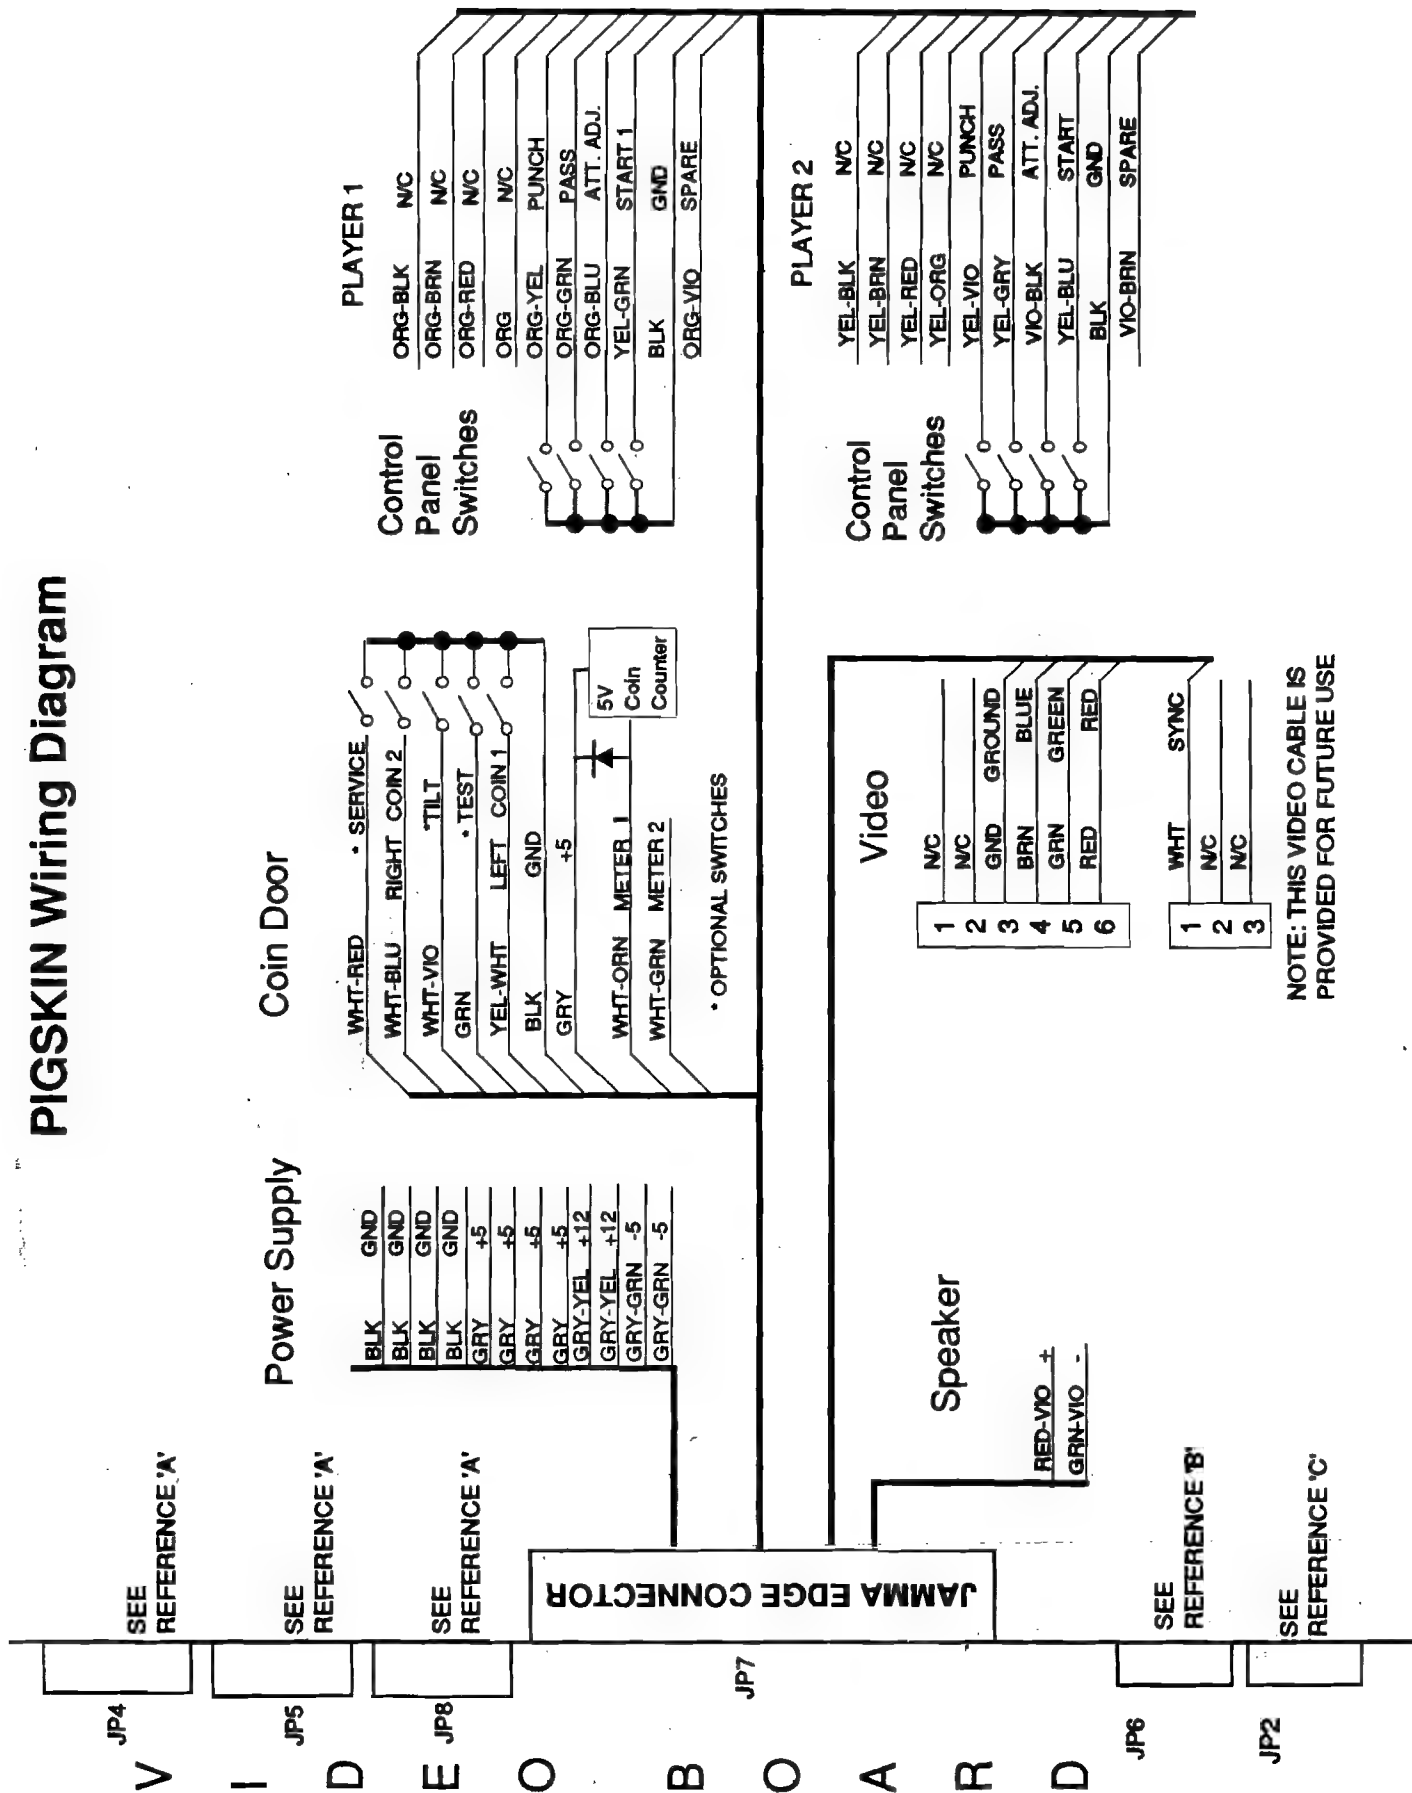 PIGSKIN Wiring Diagram
V I D E O B O A R D
JP4
SEE
REFERENCE 'A'
JP5
SEE
REFERENCE 'A'
JP8
SEE
REFERENCE 'A'
JP7
JAMMA EDGE CONNECTOR
JP6
SEE
REFERENCE 'B'
JP2
SEE
REFERENCE 'C'
Power Supply
BLK GND
BLK GND
BLK GND
BLK GND
GRY +5
GRY +5
GRY +5
GRY +5
GRY-YEL +12
GRY-YEL +12
GRY-GRN -5
GRY-GRN -5
Speaker
RED-VIO +
GRN-VIO -
Coin Door
WHT-RED * SERVICE
WHT-BLU RIGHT COIN 2
WHT-VIO *TILT
GRN * TEST
YEL-WHT LEFT COIN 1
BLK GND
GRY +5
WHT-ORN METER 1
WHT-GRN METER 2
5V
Coin
Counter
* OPTIONAL SWITCHES
Video
1 N/C
2 N/C
3 GND GROUND
4 BRN BLUE
5 GRN GREEN
6 RED RED
1 WHT SYNC
2 N/C
3 N/C
NOTE: THIS VIDEO CABLE IS
PROVIDED FOR FUTURE USE
PLAYER 1
Control
Panel
Switches
ORG-BLK N/C
ORG-BRN N/C
ORG-RED N/C
ORG N/C
ORG-YEL PUNCH
ORG-GRN PASS
ORG-BLU ATT. ADJ.
YEL-GRN START 1
BLK GND
ORG-VIO SPARE
PLAYER 2
Control
Panel
Switches
YEL-BLK N/C
YEL-BRN N/C
YEL-RED N/C
YEL-ORG N/C
YEL-VIO PUNCH
YEL-GRY PASS
VIO-BLK ATT. ADJ.
YEL-BLU START
BLK GND
VIO-BRN SPARE